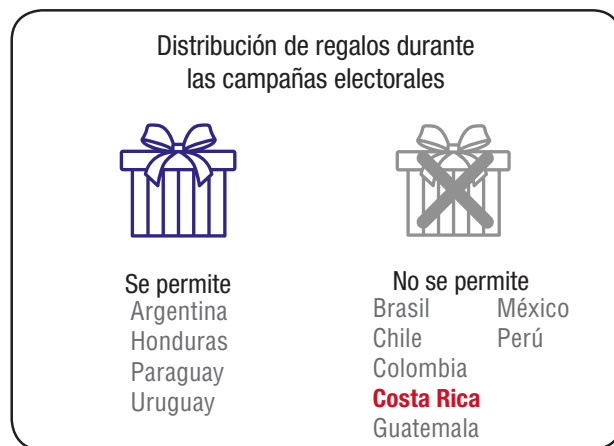 Distribución de regalos durante
las campañas electorales
Se permite
Argentina
Honduras
Paraguay
Uruguay
No se permite
Brasil
Chile
Colombia
Costa Rica
Guatemala
México
Perú